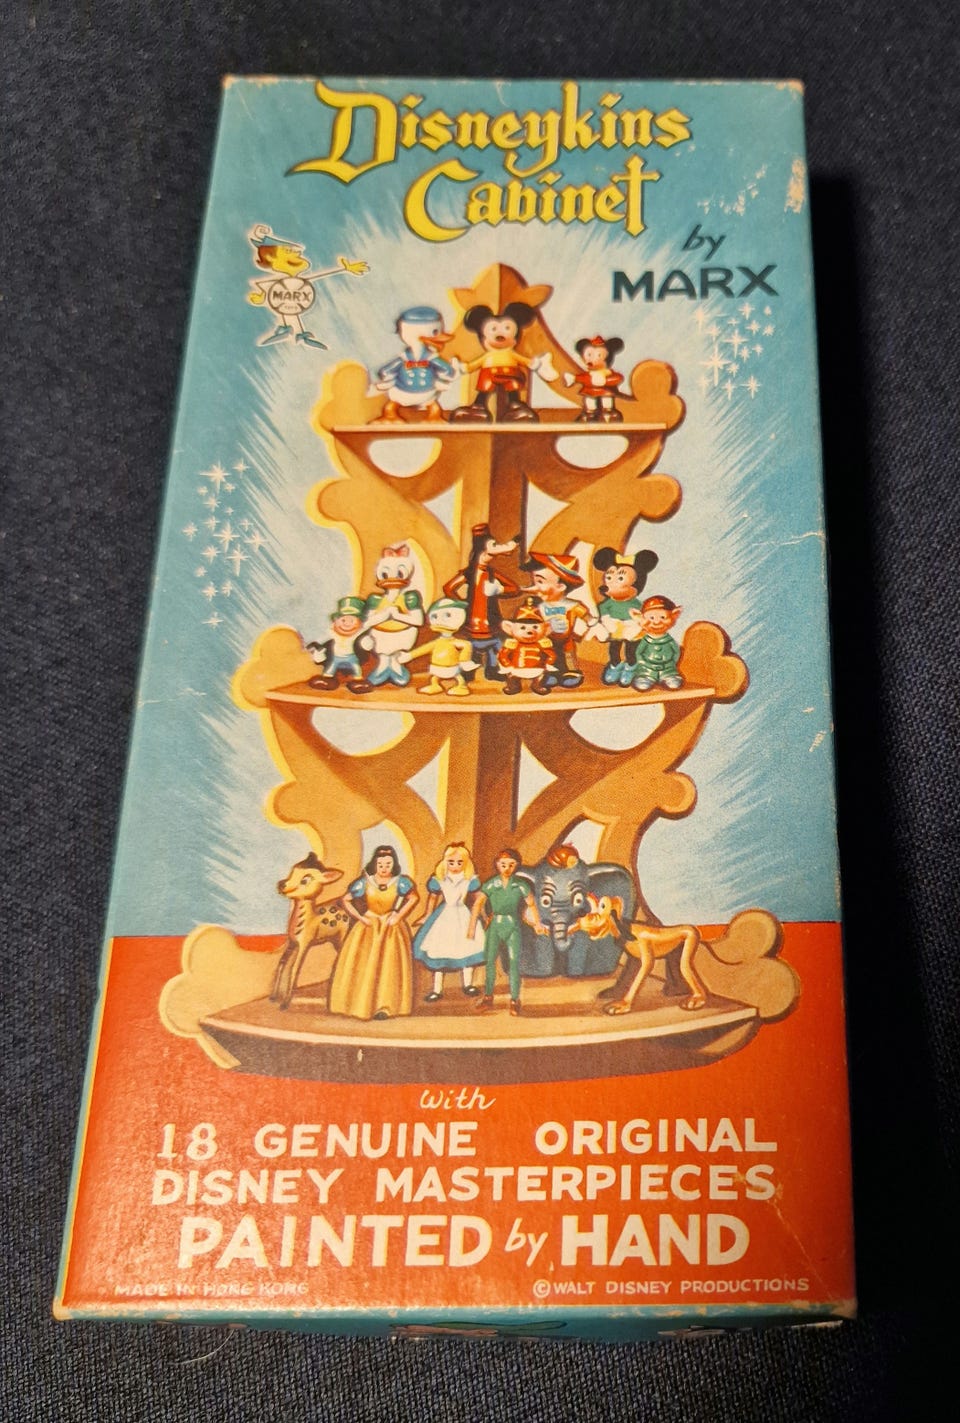 Disneykins
Cabinet
by
MARX
MARX
with
18 GENUINE ORIGINAL
DISNEY MASTERPIECES
PAINTED by HAND
MADE IN HONG KONG
© WALT DISNEY PRODUCTIONS